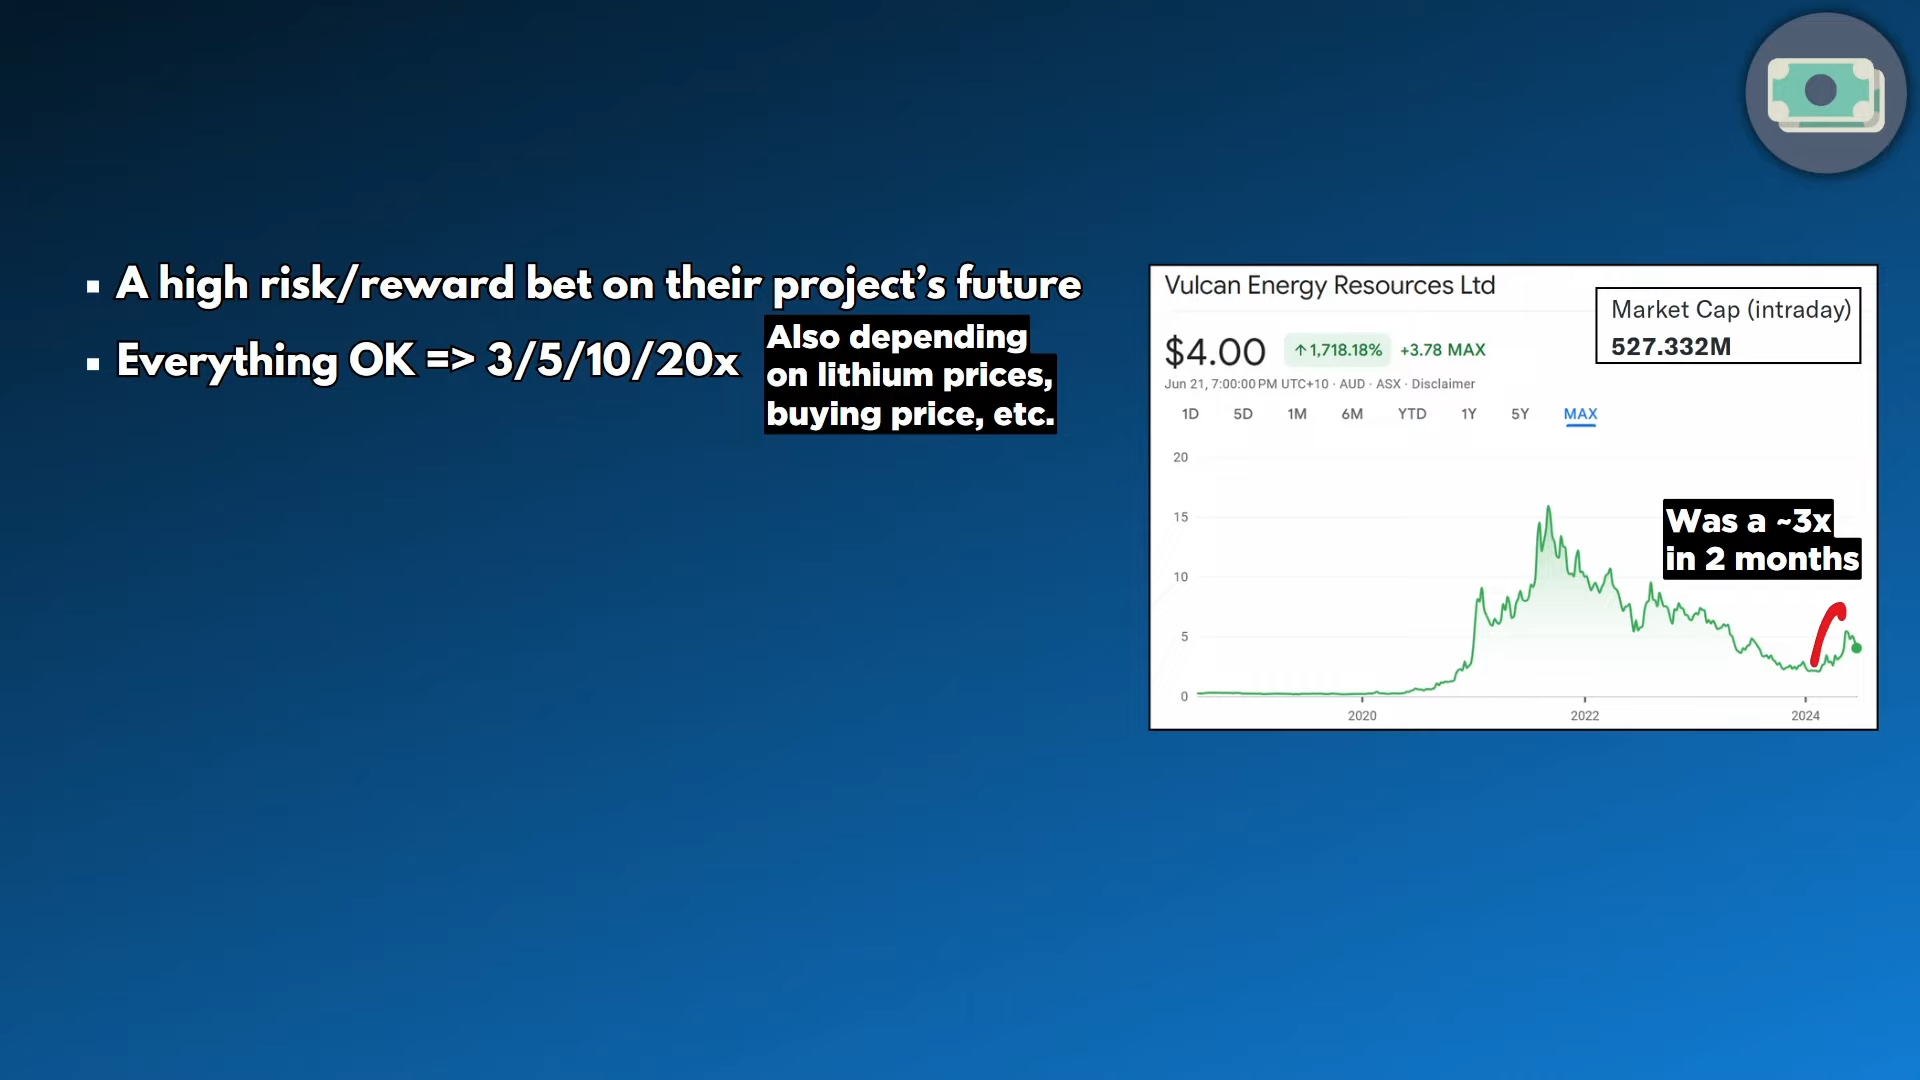 ▪ A high risk/reward bet on their project’s future
▪ Everything OK => 3/5/10/20x
Also depending
on lithium prices,
buying price, etc.
Vulcan Energy Resources Ltd
Market Cap (intraday)
527.332M
$4.00 ↑1,718.18% +3.78 MAX
Jun 21, 7:00:00 PM UTC+10 · AUD · ASX · Disclaimer
1D 5D 1M 6M YTD 1Y 5Y MAX
20
15
10
5
0
Was a ~3x
in 2 months
2020 2022 2024